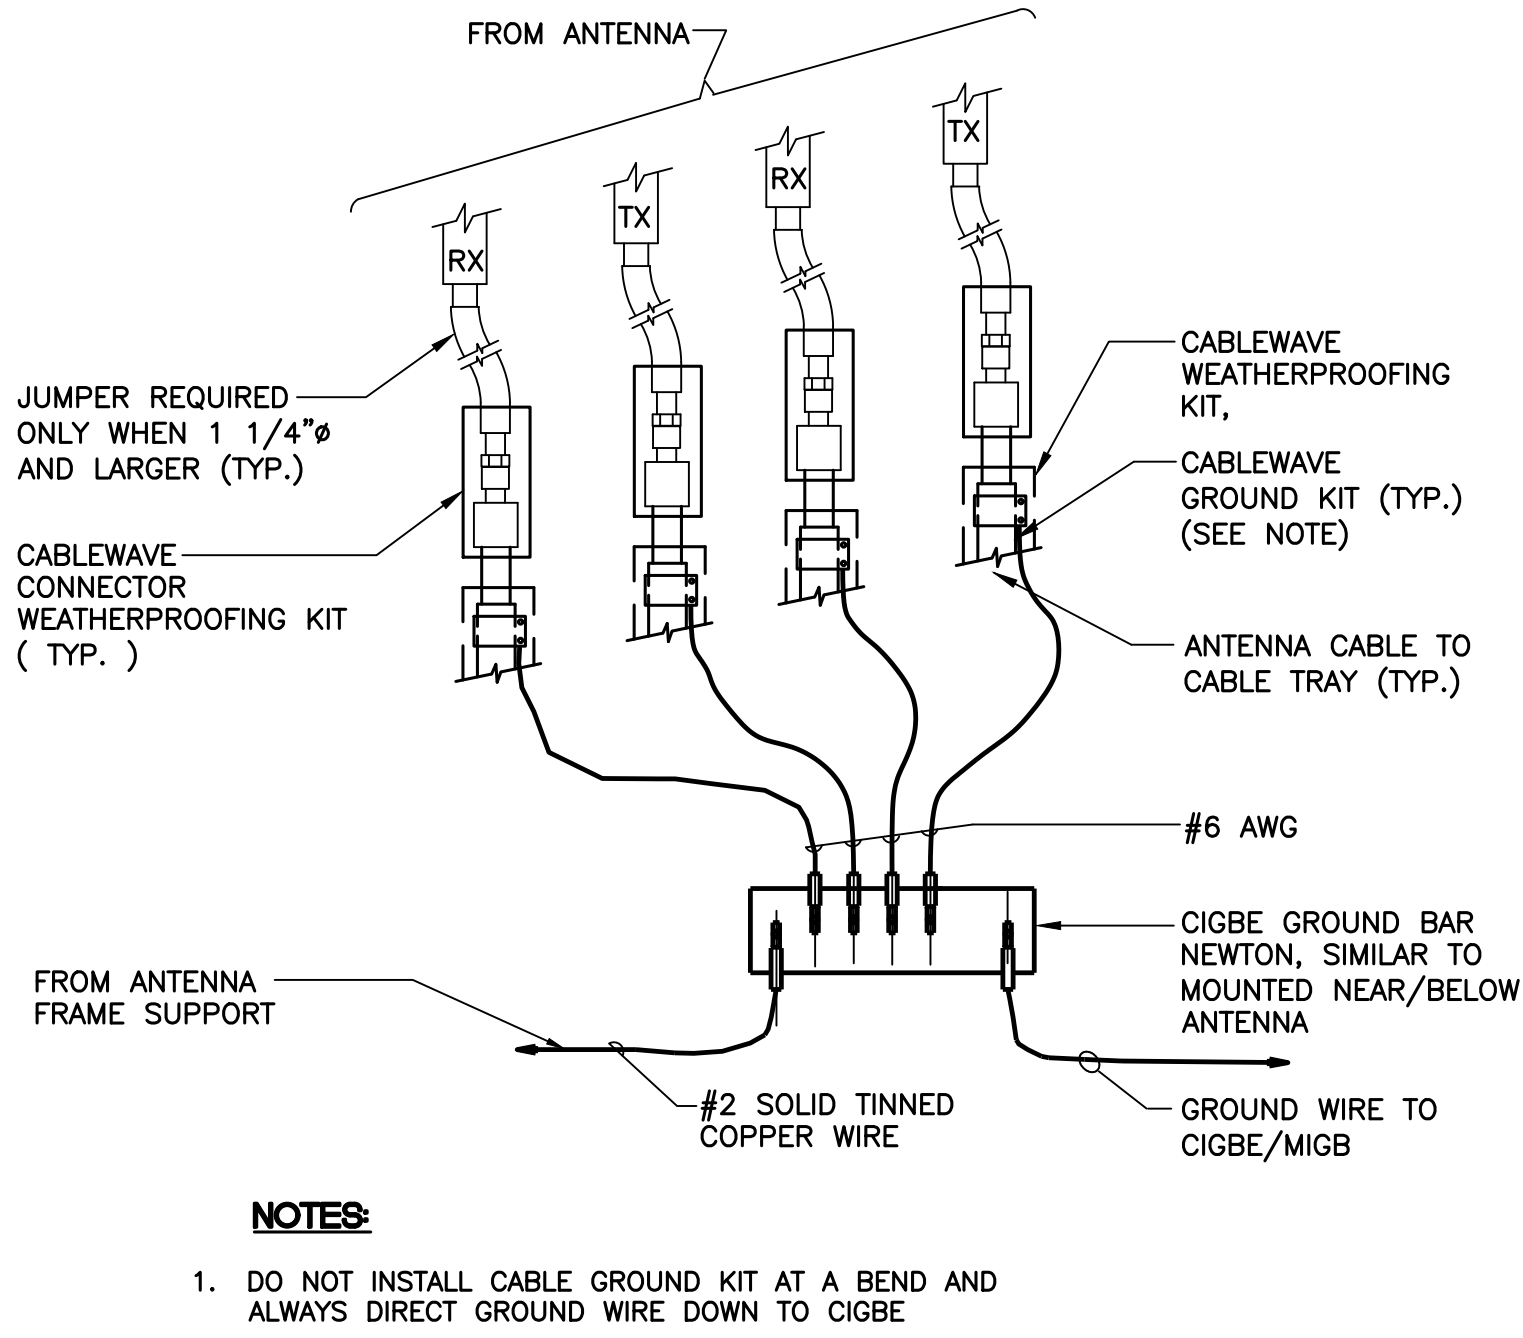 FROM ANTENNA
TX
RX
TX
RX
JUMPER REQUIRED
ONLY WHEN 1 1/4"ø
AND LARGER (TYP.)
CABLEWAVE
CONNECTOR
WEATHERPROOFING KIT
( TYP. )
CABLEWAVE
WEATHERPROOFING
KIT,
CABLEWAVE
GROUND KIT (TYP.)
(SEE NOTE)
ANTENNA CABLE TO
CABLE TRAY (TYP.)
#6 AWG
CIGBE GROUND BAR
NEWTON, SIMILAR TO
MOUNTED NEAR/BELOW
ANTENNA
FROM ANTENNA
FRAME SUPPORT
#2 SOLID TINNED
COPPER WIRE
GROUND WIRE TO
CIGBE/MIGB
NOTES:
1. DO NOT INSTALL CABLE GROUND KIT AT A BEND AND
ALWAYS DIRECT GROUND WIRE DOWN TO CIGBE